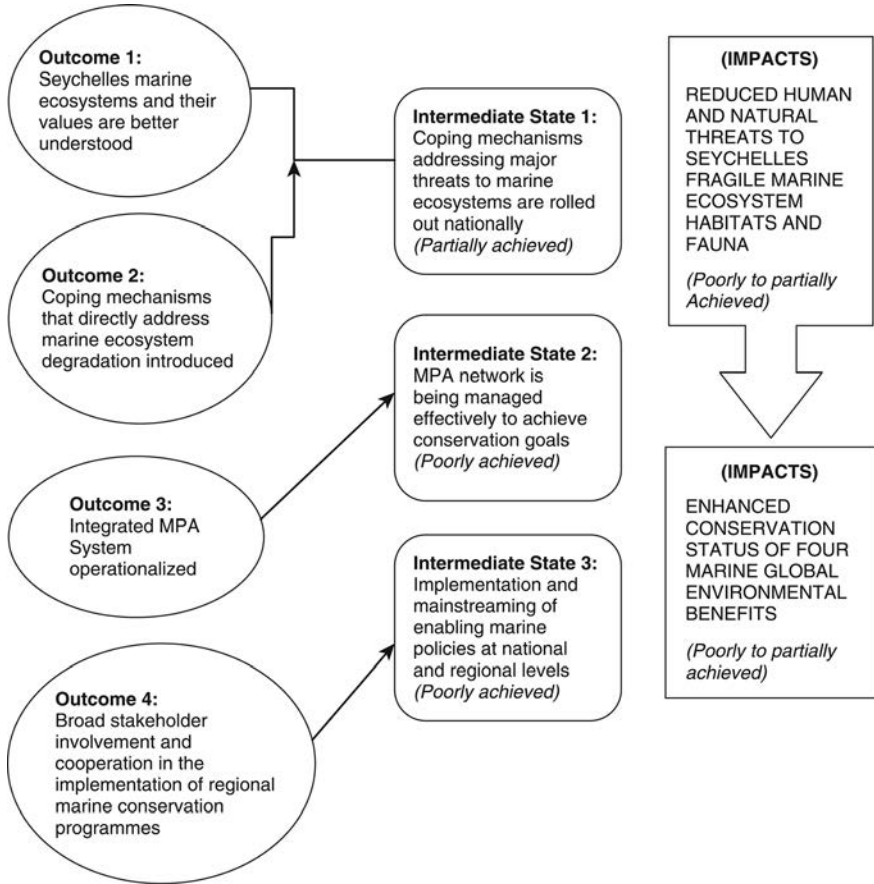 Outcome 1:
Seychelles marine
ecosystems and their
values are better
understood
Outcome 2:
Coping mechanisms
that directly address
marine ecosystem
degradation introduced
Outcome 3:
Integrated MPA
System
operationalized
Outcome 4:
Broad stakeholder
involvement and
cooperation in the
implementation of regional
marine conservation
programmes
Intermediate State 1:
Coping mechanisms
addressing major
threats to marine
ecosystems are rolled
out nationally
(Partially achieved)
Intermediate State 2:
MPA network is
being managed
effectively to achieve
conservation goals
(Poorly achieved)
Intermediate State 3:
Implementation and
mainstreaming of
enabling marine
policies at national
and regional levels
(Poorly achieved)
(IMPACTS)
REDUCED HUMAN
AND NATURAL
THREATS TO
SEYCHELLES
FRAGILE MARINE
ECOSYSTEM
HABITATS AND
FAUNA
(Poorly to partially
Achieved)
(IMPACTS)
ENHANCED
CONSERVATION
STATUS OF FOUR
MARINE GLOBAL
ENVIRONMENTAL
BENEFITS
(Poorly to partially
achieved)